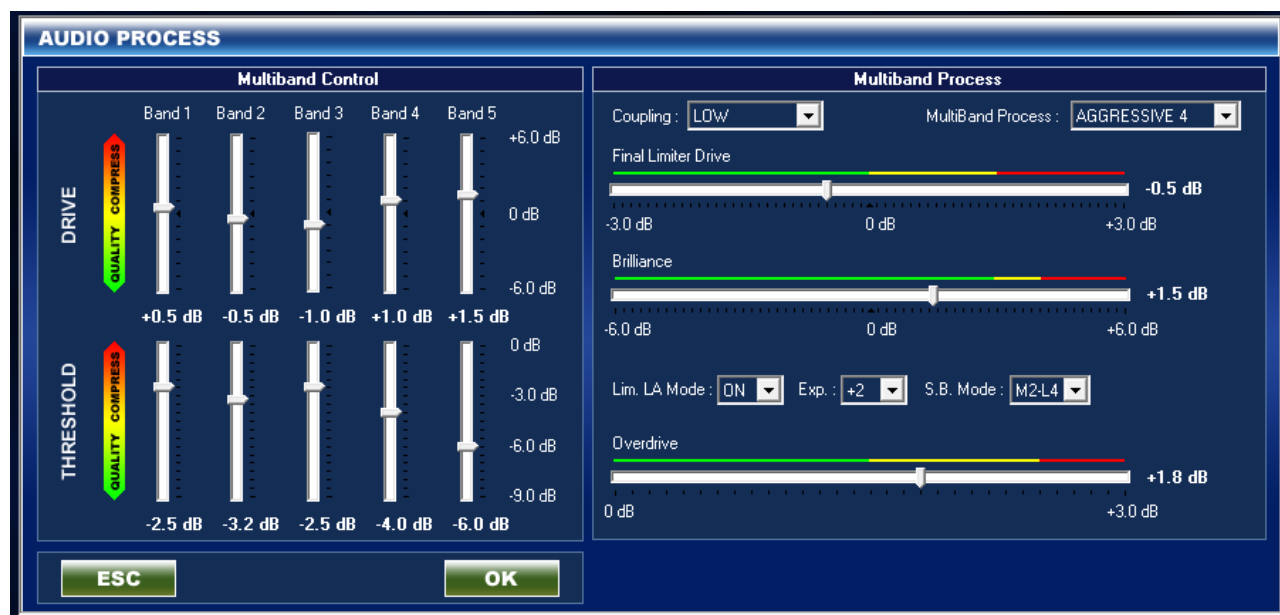 AUDIO PROCESS
Multiband Control
Band 1 Band 2 Band 3 Band 4 Band 5
DRIVE
QUALITY COMPRESS
+6.0 dB
0 dB
-6.0 dB
+0.5 dB -0.5 dB -1.0 dB +1.0 dB +1.5 dB
THRESHOLD
QUALITY COMPRESS
0 dB
-3.0 dB
-6.0 dB
-9.0 dB
-2.5 dB -3.2 dB -2.5 dB -4.0 dB -6.0 dB
ESC OK
Multiband Process
Coupling : LOW MultiBand Process : AGGRESSIVE 4
Final Limiter Drive
-0.5 dB
-3.0 dB 0 dB +3.0 dB
Brilliance
+1.5 dB
-6.0 dB 0 dB +6.0 dB
Lim. LA Mode : ON Exp. : +2 S.B. Mode : M2-L4
Overdrive
+1.8 dB
0 dB +3.0 dB